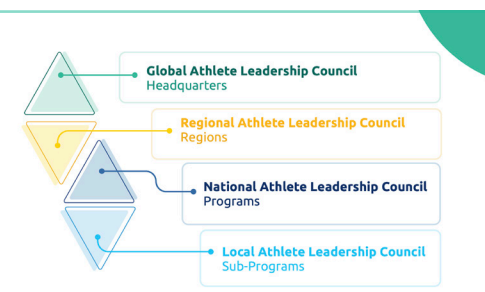 Global Athlete Leadership Council
Headquarters
Regional Athlete Leadership Council
Regions
National Athlete Leadership Council
Programs
Local Athlete Leadership Council
Sub-Programs